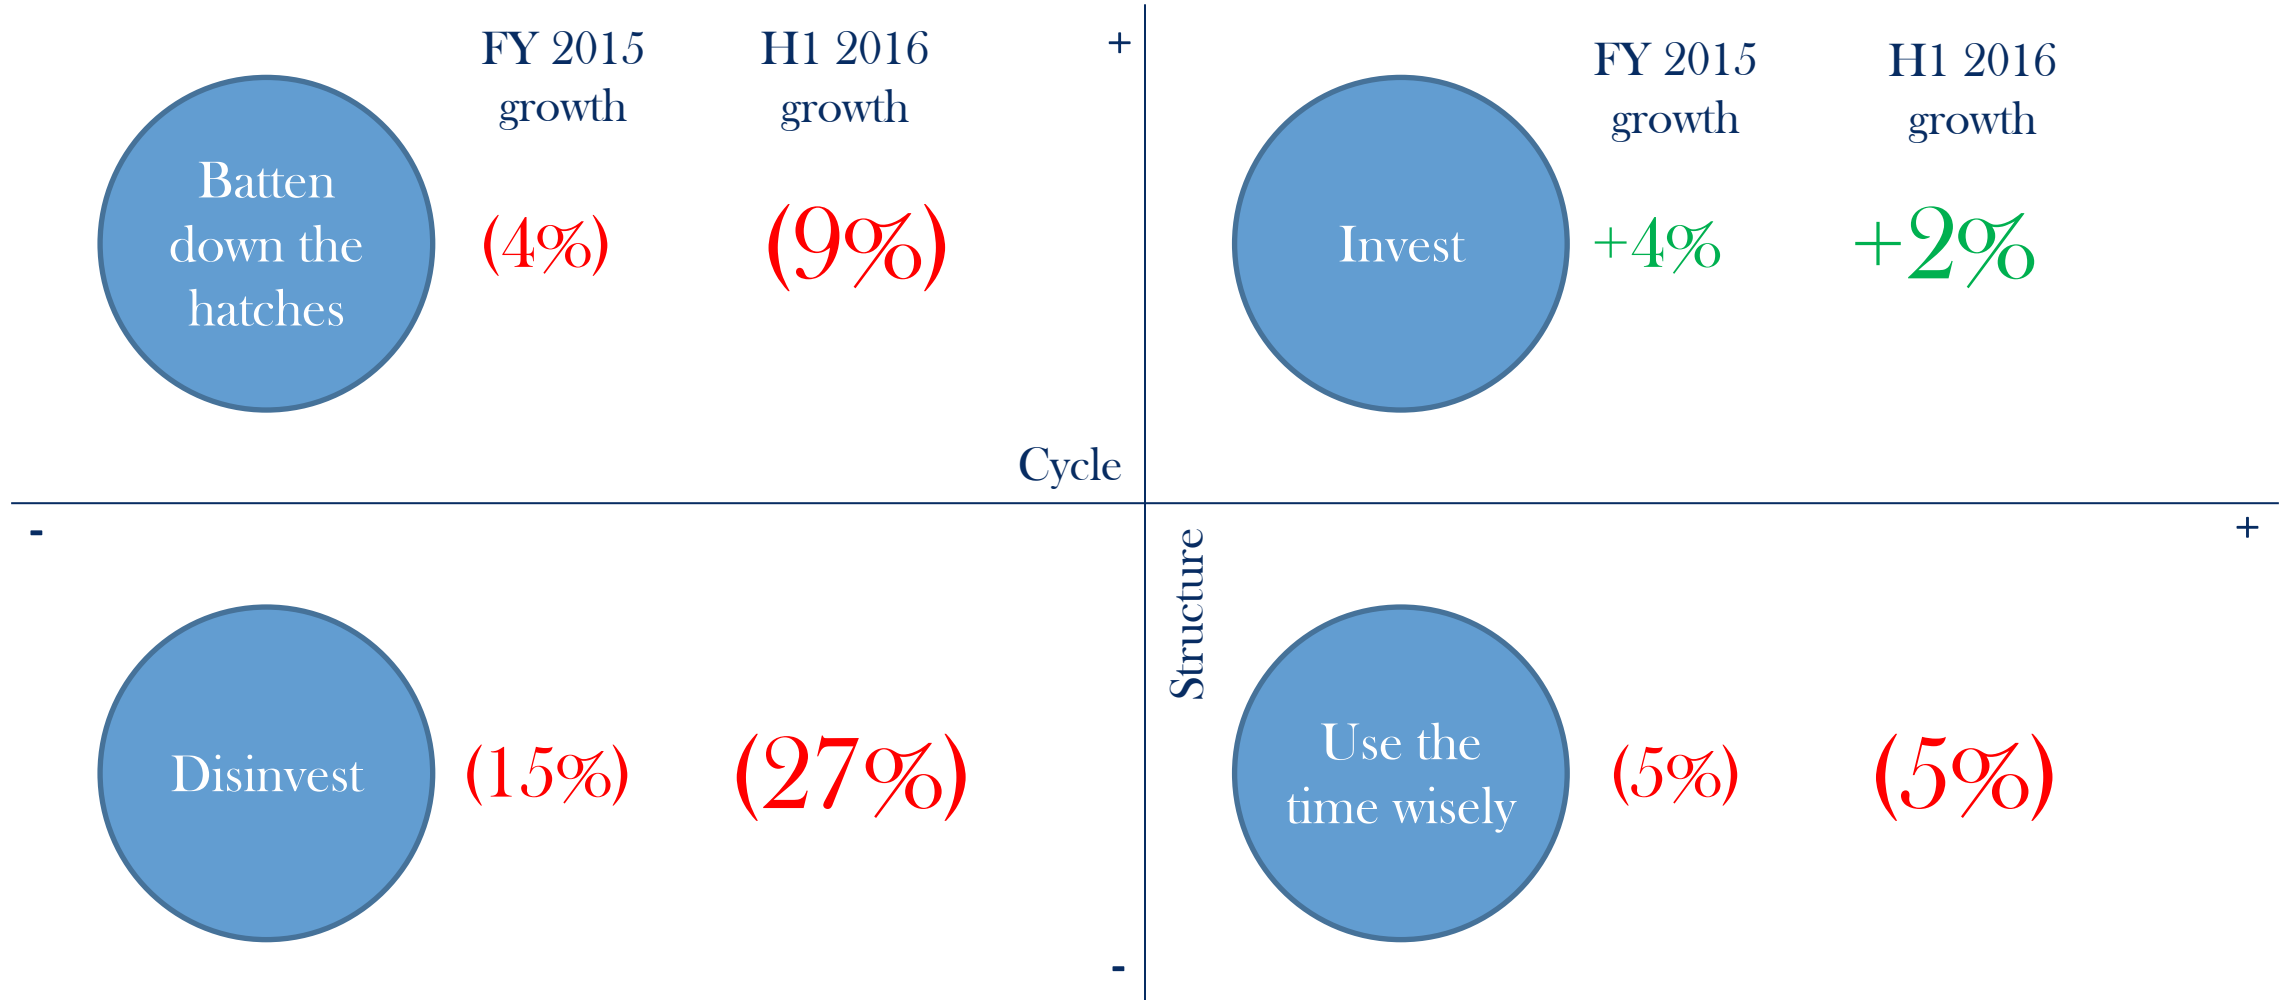 FY 2015
growth
H1 2016
growth
+
Batten
down the
hatches
(4%)
(9%)
Cycle
FY 2015
growth
H1 2016
growth
Invest
+4%
+2%
-
+
Structure
Disinvest
(15%)
(27%)
-
Use the
time wisely
(5%)
(5%)